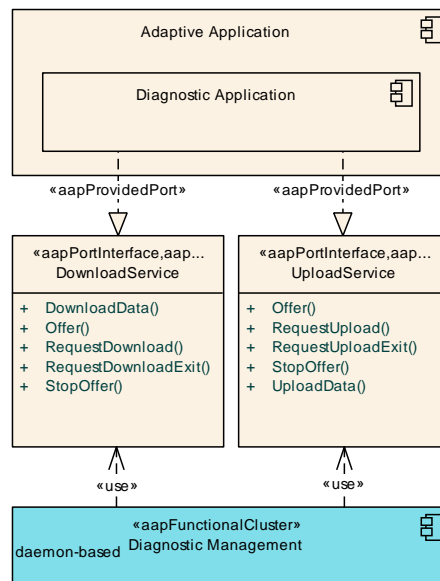 Adaptive Application
Diagnostic Application
«aapProvidedPort»
«aapProvidedPort»
«aapPortInterface,aap...
DownloadService
+ DownloadData()
+ Offer()
+ RequestDownload()
+ RequestDownloadExit()
+ StopOffer()
«aapPortInterface,aap...
UploadService
+ Offer()
+ RequestUpload()
+ RequestUploadExit()
+ StopOffer()
+ UploadData()
«use»
«use»
«aapFunctionalCluster»
Diagnostic Management
daemon-based